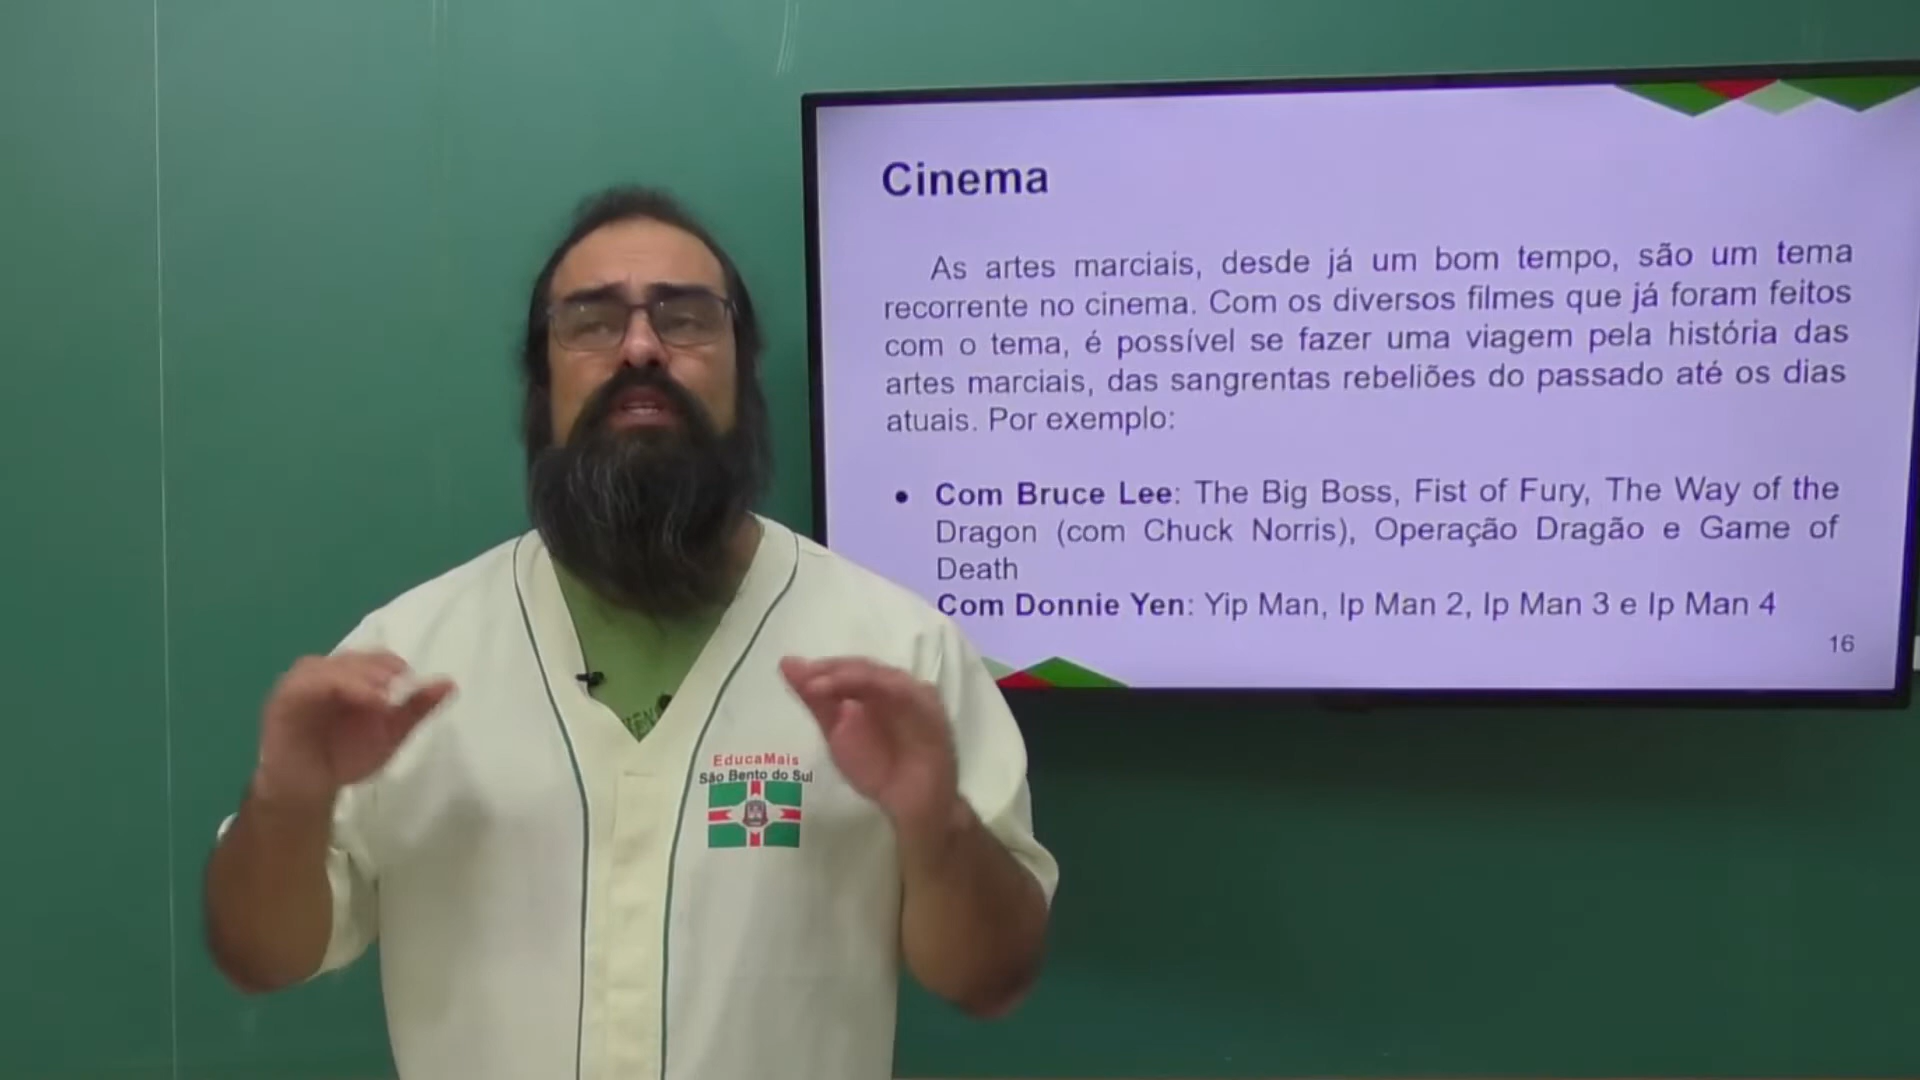 Cinema
As artes marciais, desde já um bom tempo, são um tema
recorrente no cinema. Com os diversos filmes que já foram feitos
com o tema, é possível se fazer uma viagem pela história das
artes marciais, das sangrentas rebeliões do passado até os dias
atuais. Por exemplo:
• Com Bruce Lee: The Big Boss, Fist of Fury, The Way of the
Dragon (com Chuck Norris), Operação Dragão e Game of
Death
Com Donnie Yen: Yip Man, Ip Man 2, Ip Man 3 e Ip Man 4
16
EducaMais
São Bento do Sul